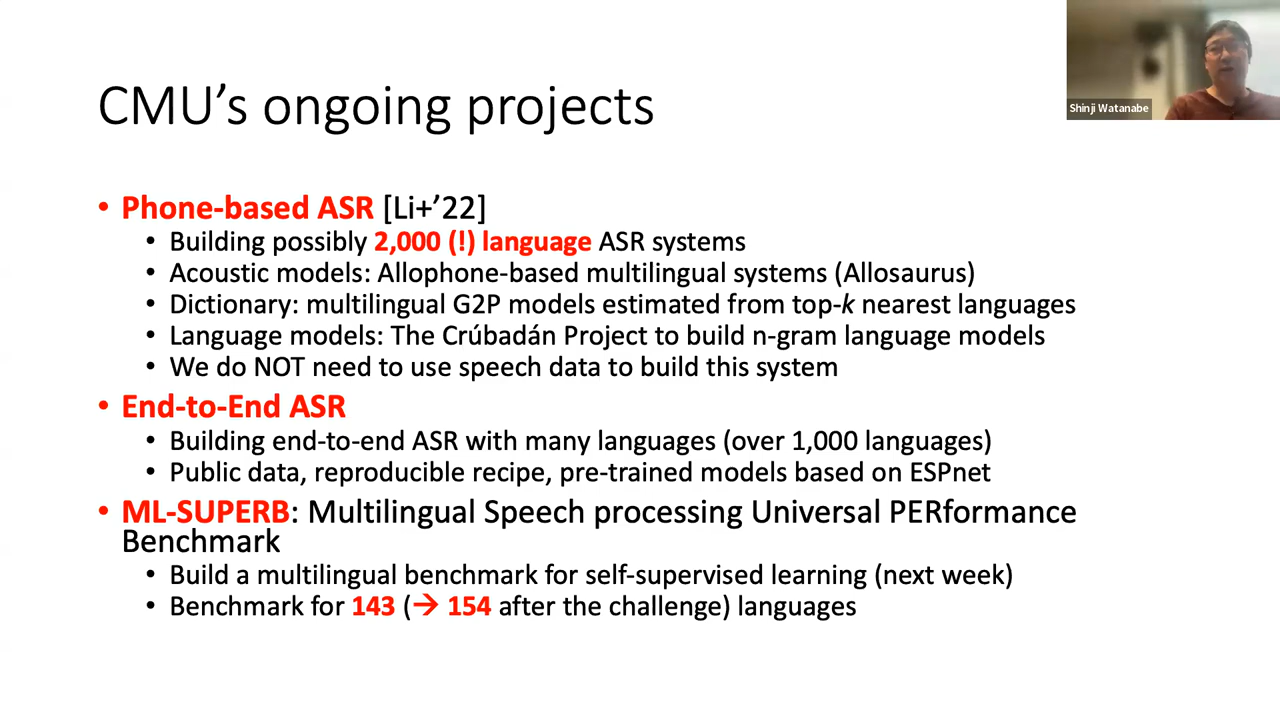 CMU’s ongoing projects
Shinji Watanabe
• Phone-based ASR [Li+’22]
• Building possibly 2,000 (!) language ASR systems
• Acoustic models: Allophone-based multilingual systems (Allosaurus)
• Dictionary: multilingual G2P models estimated from top-k nearest languages
• Language models: The Crúbadán Project to build n-gram language models
• We do NOT need to use speech data to build this system
• End-to-End ASR
• Building end-to-end ASR with many languages (over 1,000 languages)
• Public data, reproducible recipe, pre-trained models based on ESPnet
• ML-SUPERB: Multilingual Speech processing Universal PERformance
Benchmark
• Build a multilingual benchmark for self-supervised learning (next week)
• Benchmark for 143 (→ 154 after the challenge) languages